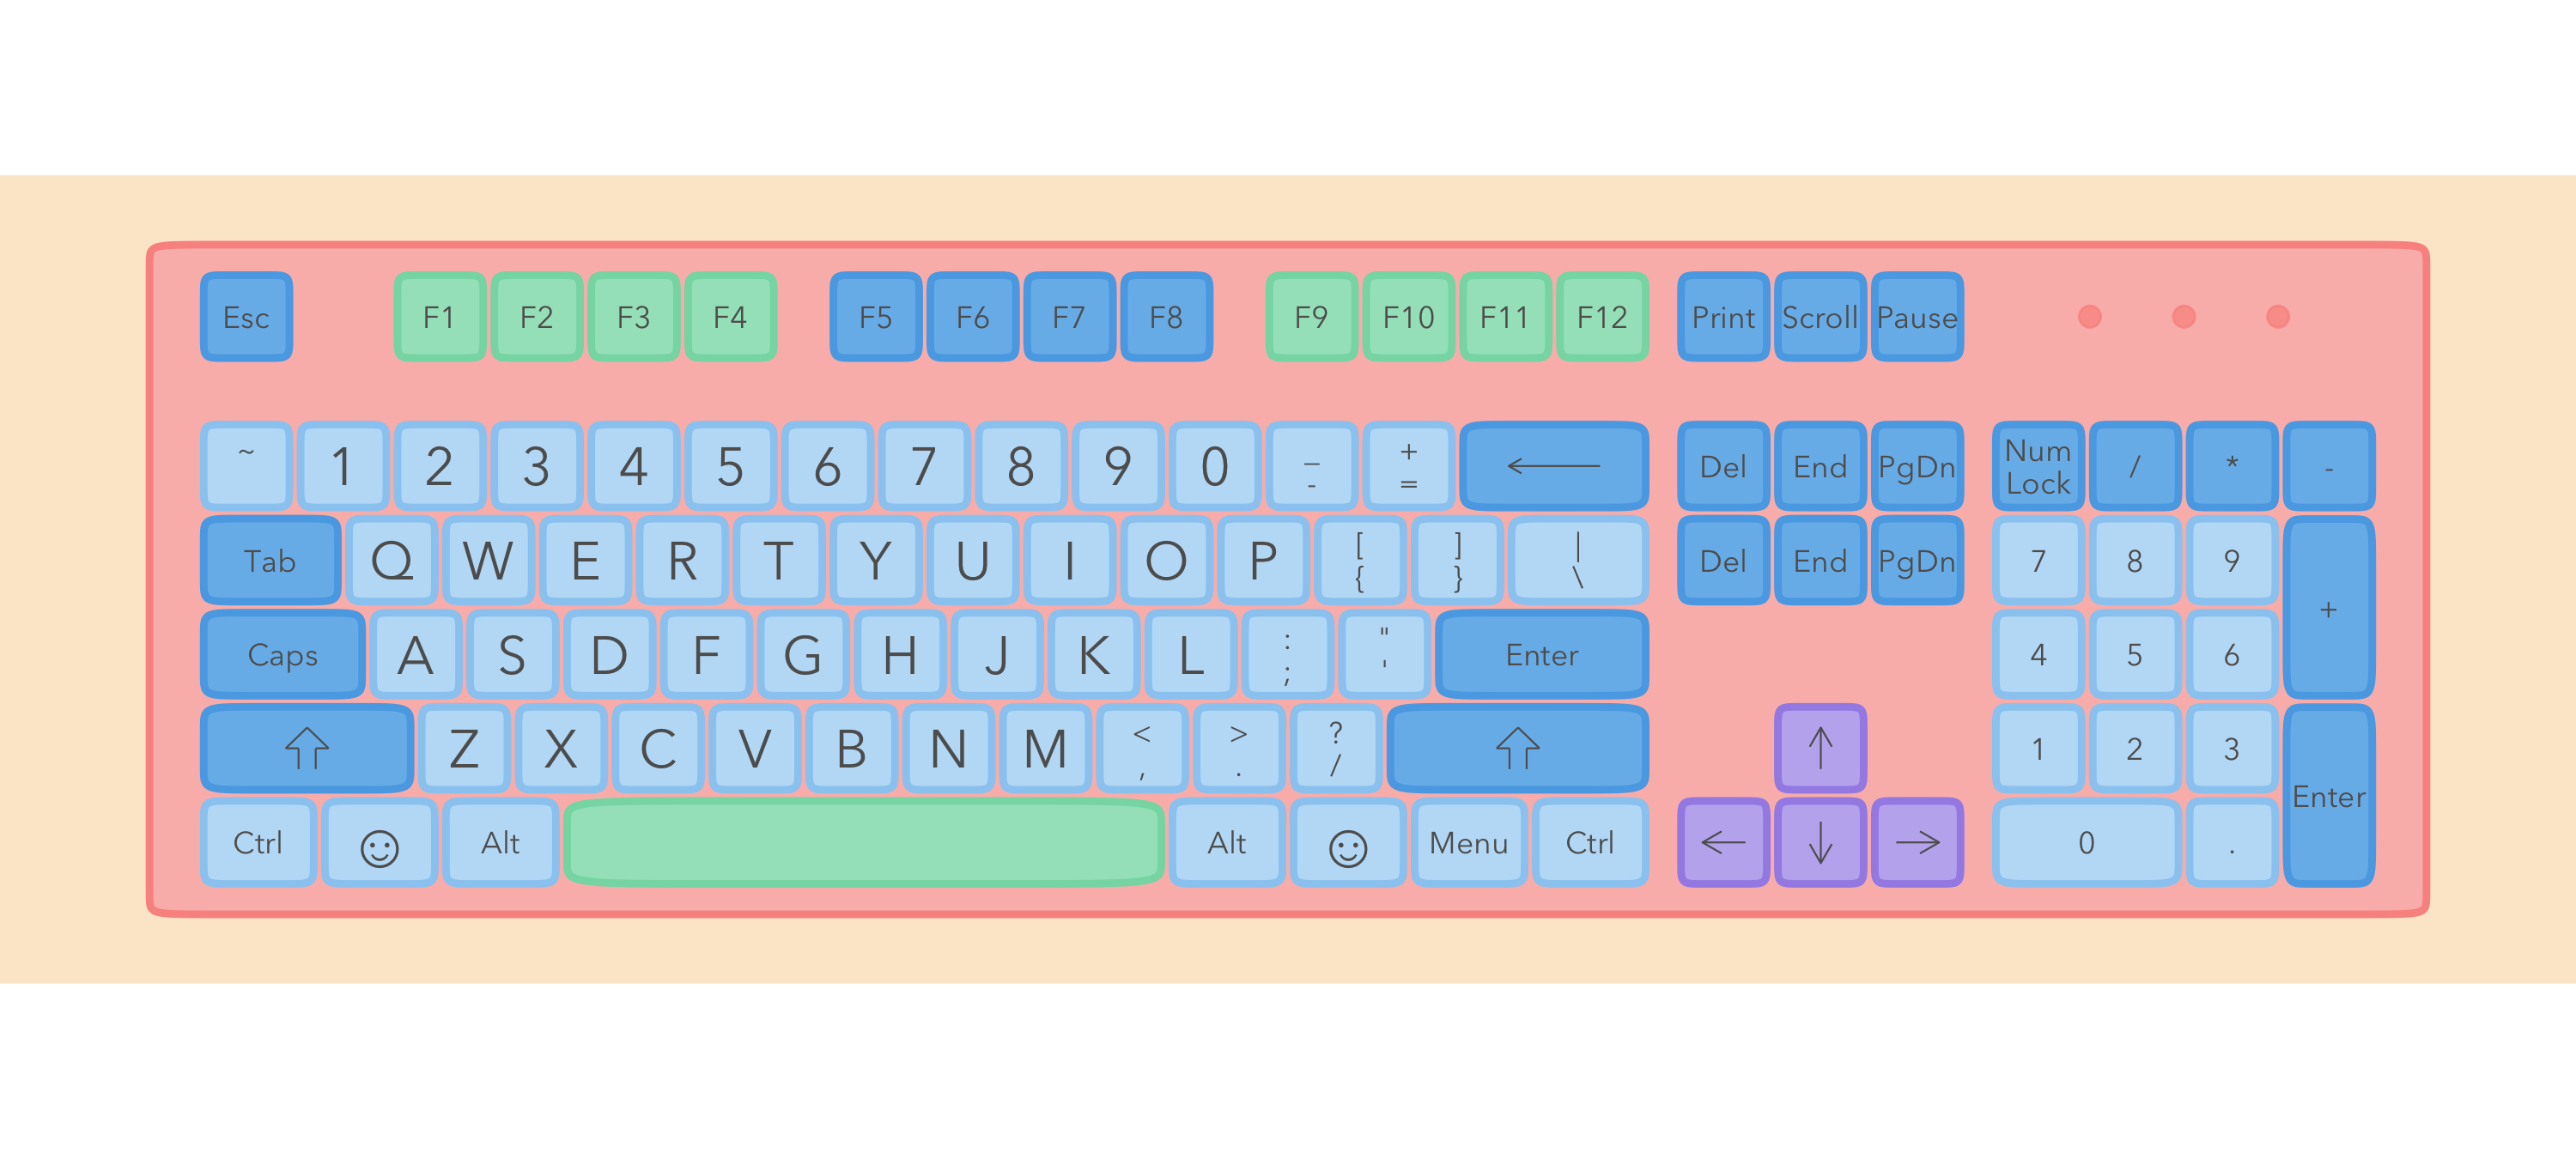 Esc F1 F2 F3 F4 F5 F6 F7 F8 F9 F10 F11 F12 Print Scroll Pause
~ 1 2 3 4 5 6 7 8 9 0 _ - + = ← Del End PgDn Num Lock / * -
Tab Q W E R T Y U I O P [ { ] } | \ Del End PgDn 7 8 9 +
Caps A S D F G H J K L : ; " ' Enter 4 5 6
⇧ Z X C V B N M < , > . ? / ⇧ ↑ 1 2 3 Enter
Ctrl ☺ Alt Alt ☺ Menu Ctrl ← ↓ → 0 .